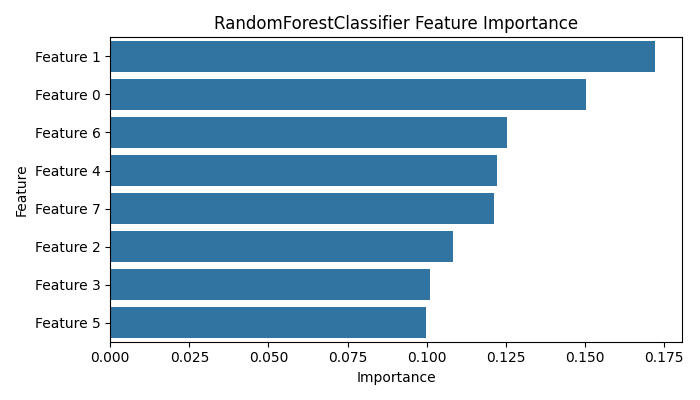 RandomForestClassifier Feature Importance
Feature 1
Feature 0
Feature 6
Feature 4
Feature 7
Feature 2
Feature 3
Feature 5
Feature
0.000 0.025 0.050 0.075 0.100 0.125 0.150 0.175
Importance